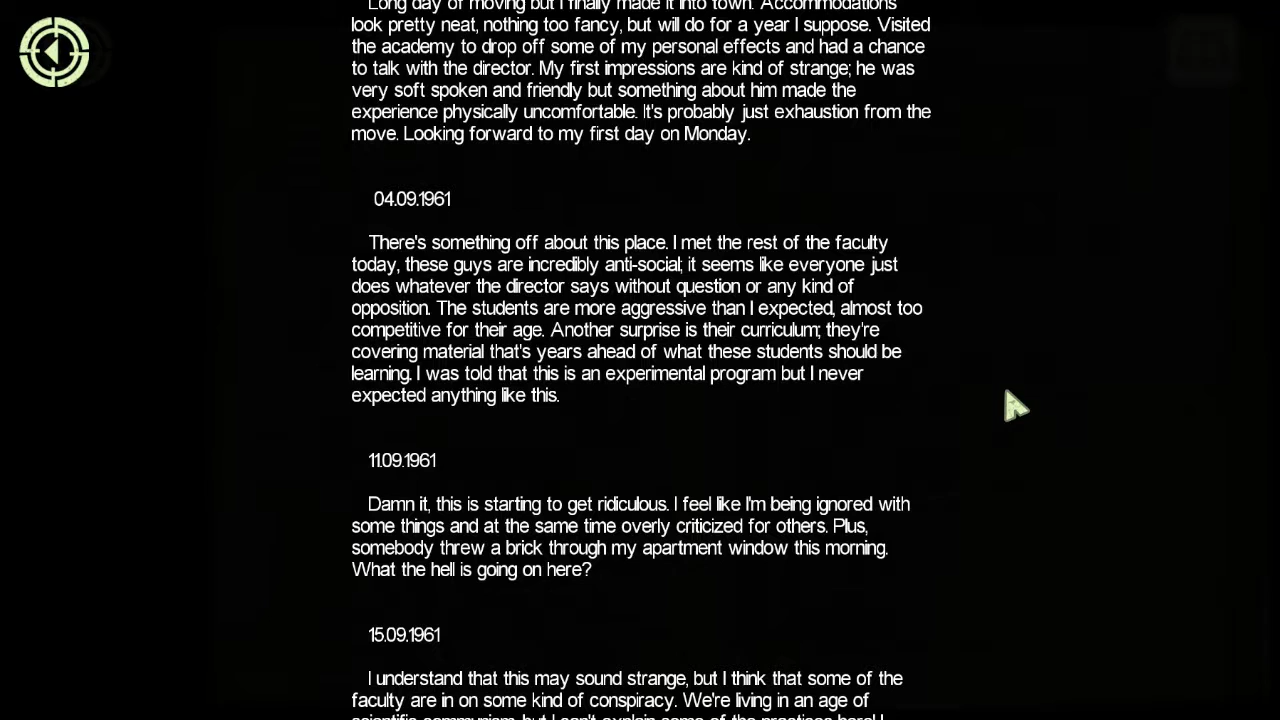 Long day of moving but I finally made it into town. Accommodations
look pretty neat, nothing too fancy, but will do for a year I suppose. Visited
the academy to drop off some of my personal effects and had a chance
to talk with the director. My first impressions are kind of strange; he was
very soft spoken and friendly but something about him made the
experience physically uncomfortable. It's probably just exhaustion from the
move. Looking forward to my first day on Monday.
04.09.1961
There's something off about this place. I met the rest of the faculty
today, these guys are incredibly anti-social; it seems like everyone just
does whatever the director says without question or any kind of
opposition. The students are more aggressive than I expected, almost too
competitive for their age. Another surprise is their curriculum; they're
covering material that's years ahead of what these students should be
learning. I was told that this is an experimental program but I never
expected anything like this.
11.09.1961
Damn it, this is starting to get ridiculous. I feel like I'm being ignored with
some things and at the same time overly criticized for others. Plus,
somebody threw a brick through my apartment window this morning.
What the hell is going on here?
15.09.1961
I understand that this may sound strange, but I think that some of the
faculty are in on some kind of conspiracy. We're living in an age of
scientific communism, but I can't explain some of the practices here! I